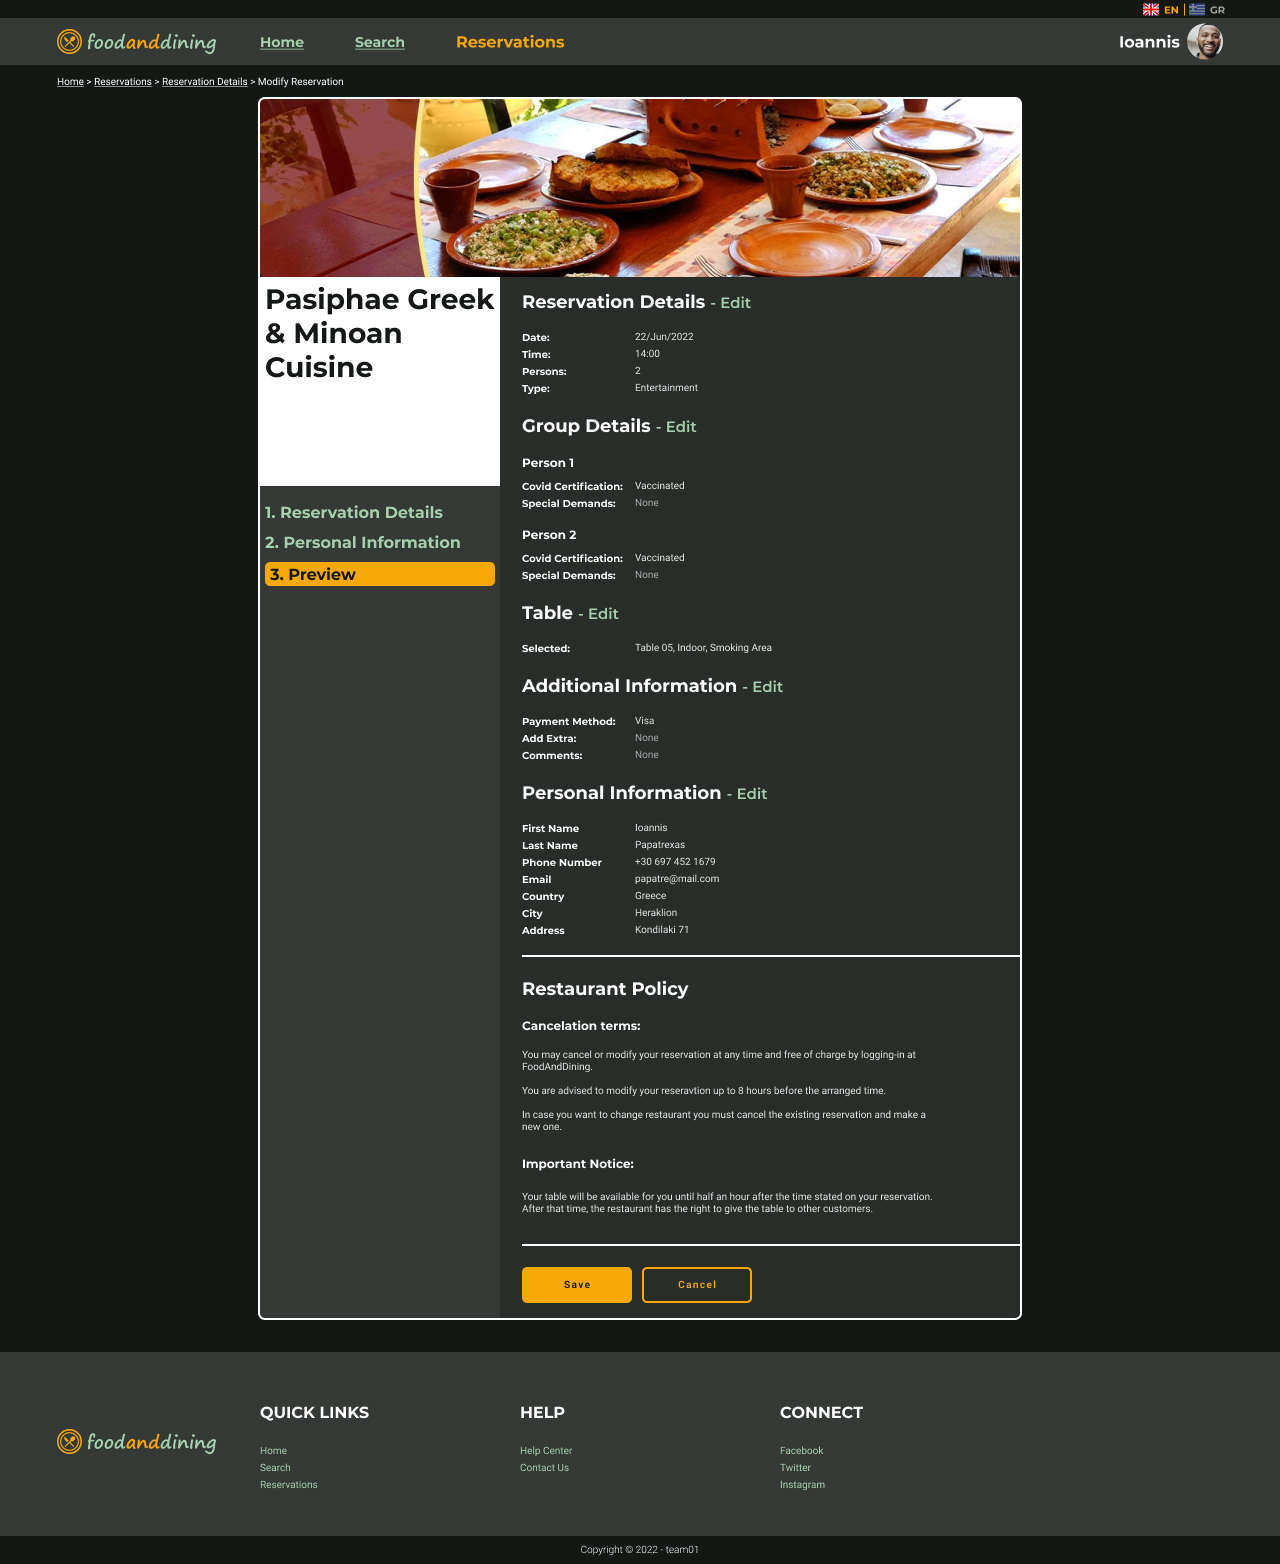 EN | GR
foodanddining
Home
Search
Reservations
Ioannis
Home > Reservations > Reservation Details > Modify Reservation
Pasiphae Greek
& Minoan
Cuisine
1. Reservation Details
2. Personal Information
3. Preview
Reservation Details - Edit
Date: 22/Jun/2022
Time: 14:00
Persons: 2
Type: Entertainment
Group Details - Edit
Person 1
Covid Certification: Vaccinated
Special Demands: None
Person 2
Covid Certification: Vaccinated
Special Demands: None
Table - Edit
Selected: Table 05, Indoor, Smoking Area
Additional Information - Edit
Payment Method: Visa
Add Extra: None
Comments: None
Personal Information - Edit
First Name Ioannis
Last Name Papatrexas
Phone Number +30 697 452 1679
Email papatre@mail.com
Country Greece
City Heraklion
Address Kondilaki 71
Restaurant Policy
Cancelation terms:
You may cancel or modify your reservation at any time and free of charge by logging-in at
FoodAndDining.
You are advised to modify your reseravtion up to 8 hours before the arranged time.
In case you want to change restaurant you must cancel the existing reservation and make a
new one.
Important Notice:
Your table will be available for you until half an hour after the time stated on your reservation.
After that time, the restaurant has the right to give the table to other customers.
Save
Cancel
foodanddining
QUICK LINKS
Home
Search
Reservations
HELP
Help Center
Contact Us
CONNECT
Facebook
Twitter
Instagram
Copyright © 2022 - team01